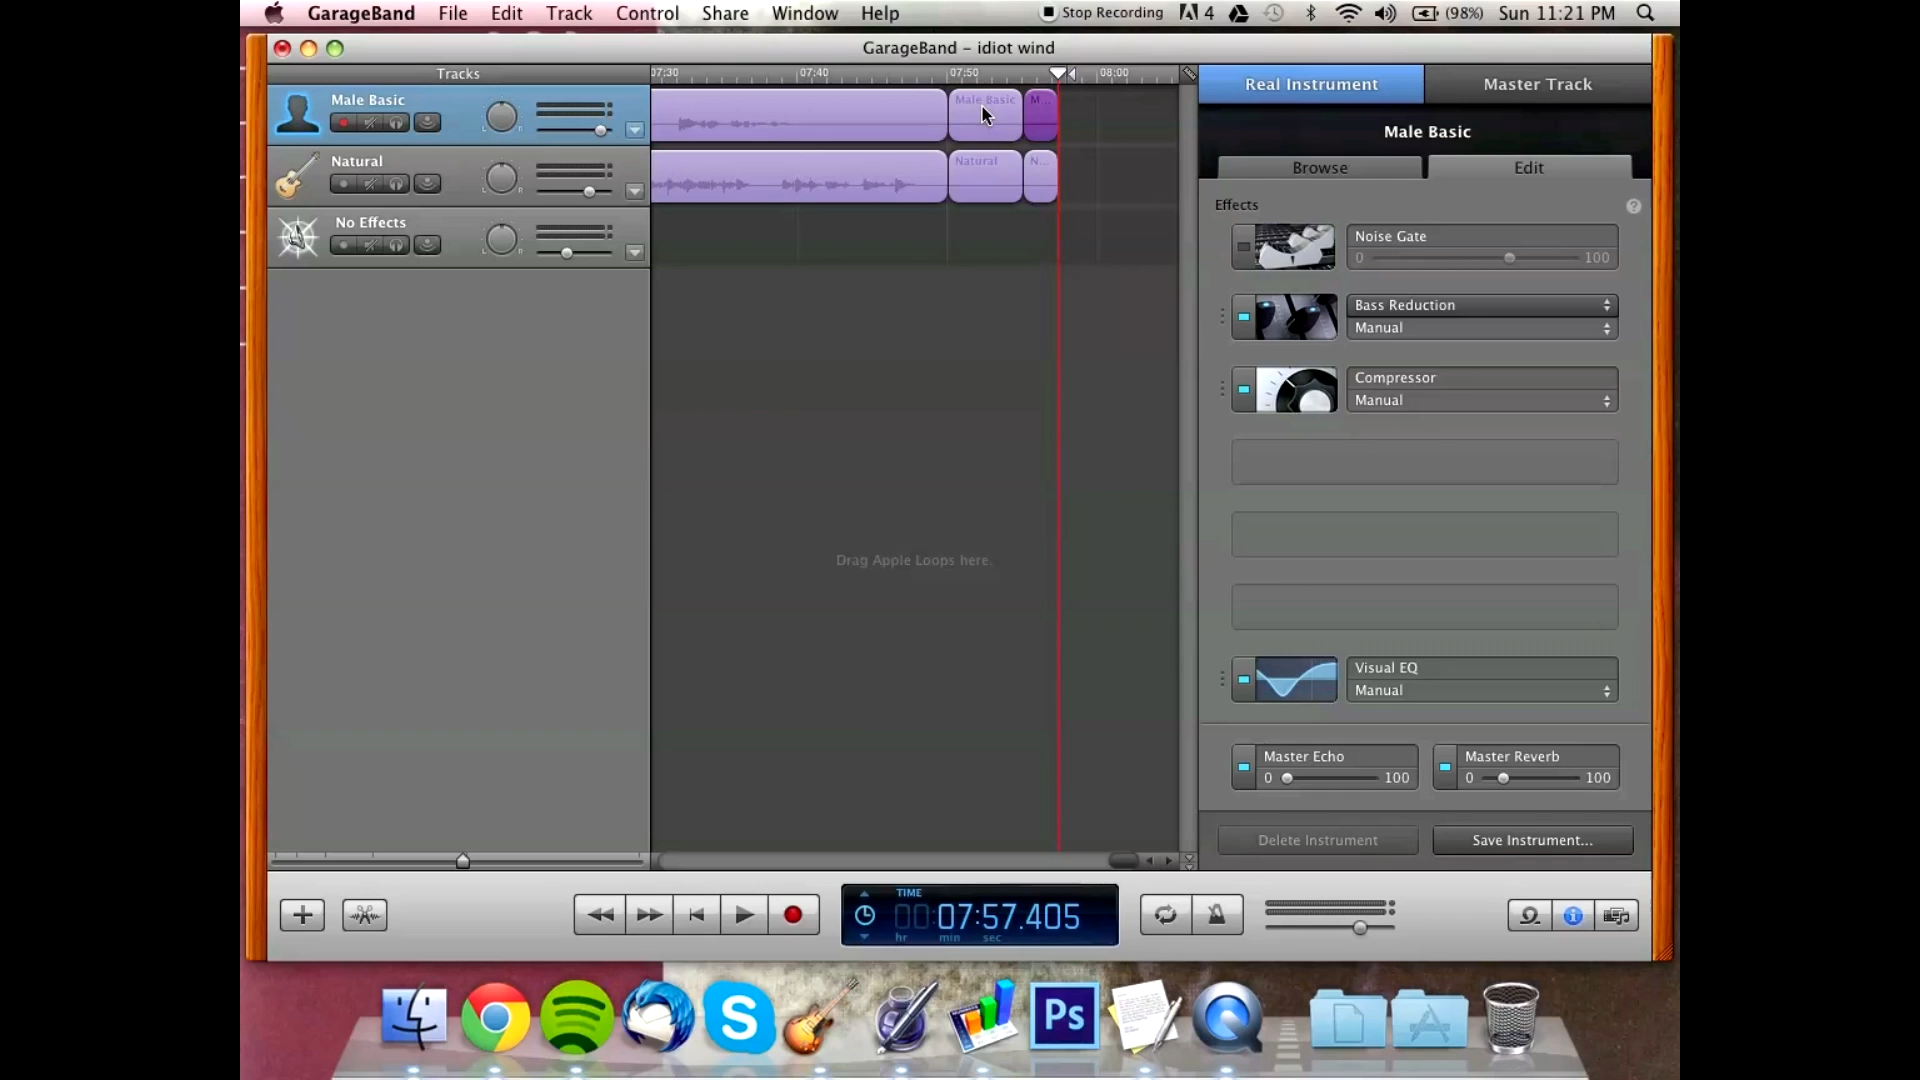 GarageBand File Edit Track Control Share Window Help Stop Recording 4 (98%) Sun 11:21 PM
GarageBand – idiot wind
Tracks
07:30 07:40 07:50 08:00
Real Instrument Master Track
Male Basic
L R
Male Basic
M...
Male Basic
Browse Edit
Natural
L R
Natural
N...
No Effects
L R
Effects
?
Noise Gate
0 100
Bass Reduction
Manual
Compressor
Manual
Drag Apple Loops here.
Visual EQ
Manual
Master Echo
0 100
Master Reverb
0 100
Delete Instrument Save Instrument...
TIME
00:07:57.405
hr min sec
S
Ps